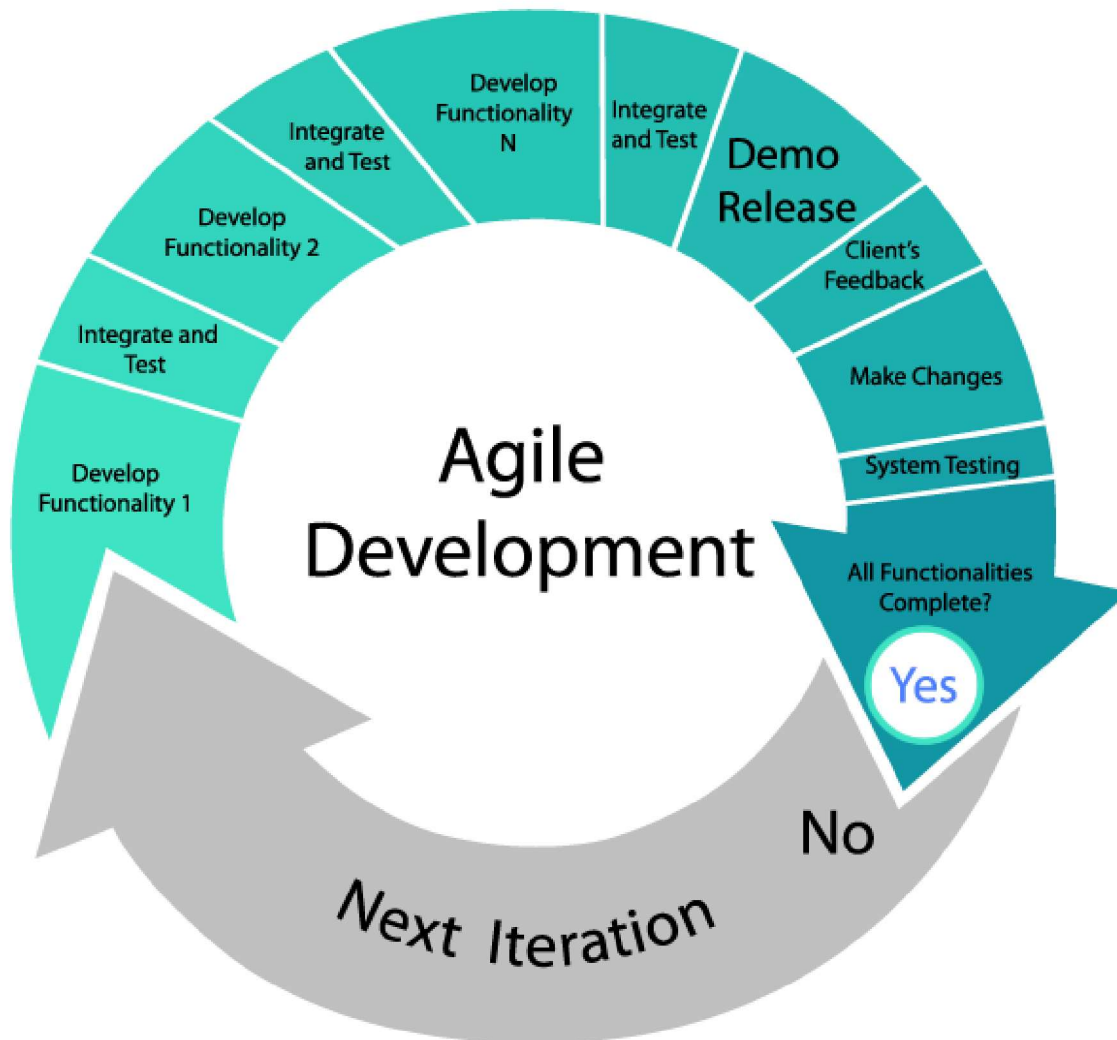 Develop
Functionality 1
Integrate and
Test
Develop
Functionality 2
Integrate
and Test
Develop
Functionality
N
Integrate
and Test
Demo
Release
Client's
Feedback
Make Changes
System Testing
All Functionalities
Complete?
Yes
No
Next Iteration
Agile
Development